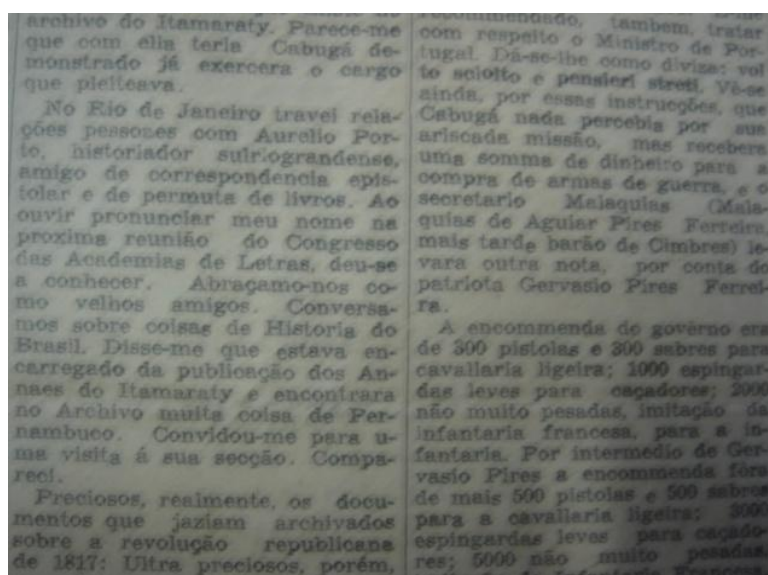 archivo do Itamaraty. Parece-me
que com ella teria Cabugá de-
monstrado já exercera o cargo
que pleiteava.
No Rio de Janeiro travei rela-
ções pessoaes com Aurelio Por-
to, historiador sulriograndense,
amigo de correspondencia epis-
tolar e de permuta de livros. Ao
ouvir pronunciar meu nome na
proxima reunião do Congresso
das Academias de Letras, deu-se
a conhecer. Abraçamo-nos co-
mo velhos amigos. Conversa-
mos sobre coisas de Historia do
Brasil. Disse-me que estava en-
carregado da publicação dos An-
naes do Itamaraty e encontrara
no Archivo muita coisa de Per-
nambuco. Convidou-me para u-
ma visita á sua secção. Compa-
reci.
Preciosos, realmente, os docu-
mentos que jaziam archivados
sobre a revolução republicana
de 1817: Ultra preciosos, porém,
recommendado, tambem, tratar
com respeito o Ministro de Por-
tugal. Dá-se-lhe como diviza: vol
to sciolto e pensieri streti. Vê-se
ainda, por essas instrucções, que
Cabugá nada percebia por sua
ariscada missão, mas recebera
uma somma de dinheiro para a
compra de armas de guerra, e o
secretario Malaquias (Mala-
quias de Aguiar Pires Ferreira,
mais tarde barão de Cimbres) le-
vara outra nota, por conta do
patriota Gervasio Pires Ferrei-
ra.
A encommenda do govêrno era
de 300 pistolas e 300 sabres para
cavallaria ligeira; 1000 espingar-
das leves para caçadores; 2000
não muito pesadas, imitação da
infantaria francesa, para a in-
fantaria. Por intermedio de Ger-
vasio Pires a encommenda fôra
de mais 500 pistolas e 500 sabres
para a cavallaria ligeira; 3000
espingardas leves para caçado-
res; 5000 não muito pesadas,